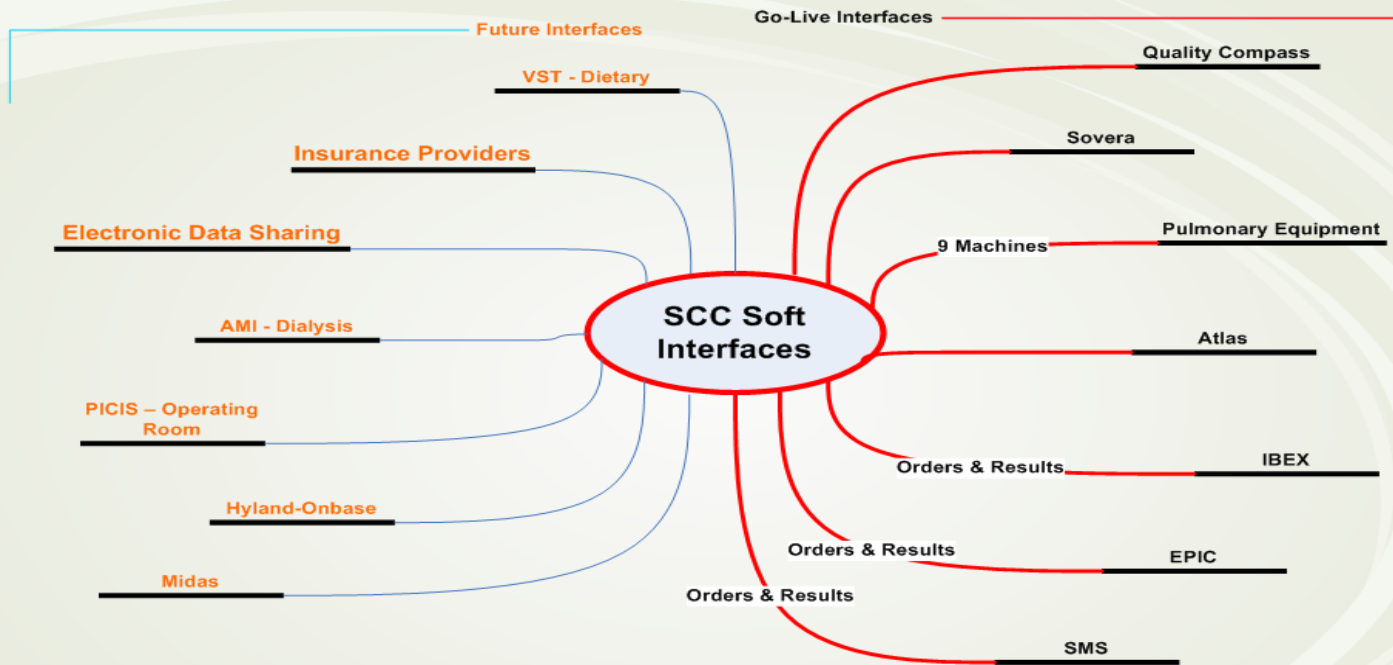 Future Interfaces
Go-Live Interfaces
VST - Dietary
Insurance Providers
Electronic Data Sharing
AMI - Dialysis
PICIS – Operating
Room
Hyland-Onbase
Midas
SCC Soft
Interfaces
Quality Compass
Sovera
9 Machines
Pulmonary Equipment
Atlas
Orders & Results
IBEX
Orders & Results
EPIC
Orders & Results
SMS